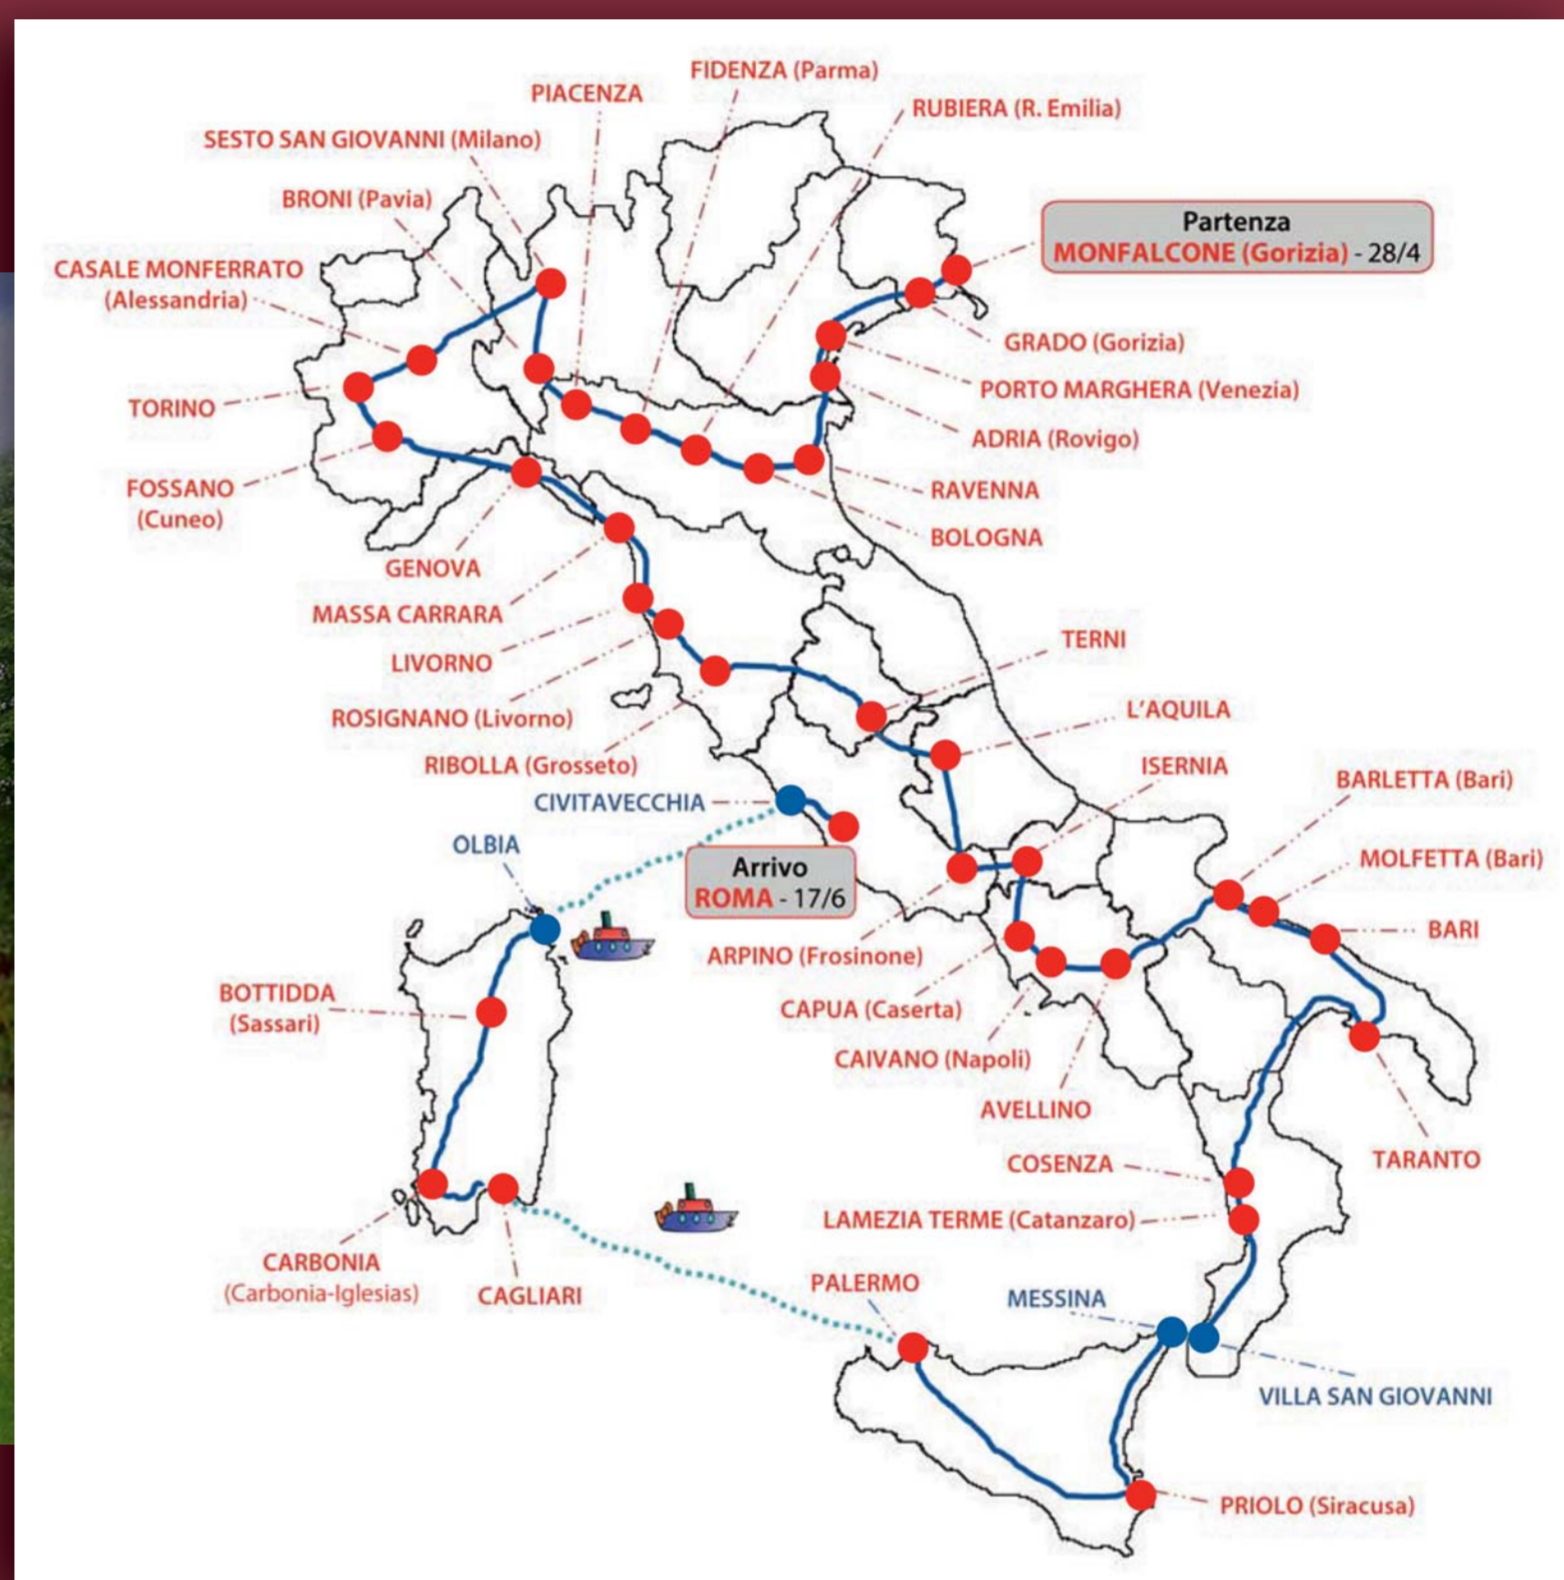 FIDENZA (Parma)
PIACENZA
RUBIERA (R. Emilia)
SESTO SAN GIOVANNI (Milano)
BRONI (Pavia)
Partenza
MONFALCONE (Gorizia) - 28/4
CASALE MONFERRATO
(Alessandria)
GRADO (Gorizia)
PORTO MARGHERA (Venezia)
TORINO
ADRIA (Rovigo)
FOSSANO
(Cuneo)
RAVENNA
BOLOGNA
GENOVA
MASSA CARRARA
TERNI
LIVORNO
L'AQUILA
ROSIGNANO (Livorno)
RIBOLLA (Grosseto)
ISERNIA
BARLETTA (Bari)
CIVITAVECCHIA
OLBIA
MOLFETTA (Bari)
Arrivo
ROMA - 17/6
BARI
ARPINO (Frosinone)
BOTTIDDA
(Sassari)
CAPUA (Caserta)
CAIVANO (Napoli)
AVELLINO
TARANTO
COSENZA
LAMEZIA TERME (Catanzaro)
CARBONIA
(Carbonia-Iglesias)
CAGLIARI
PALERMO
MESSINA
VILLA SAN GIOVANNI
PRIOLO (Siracusa)